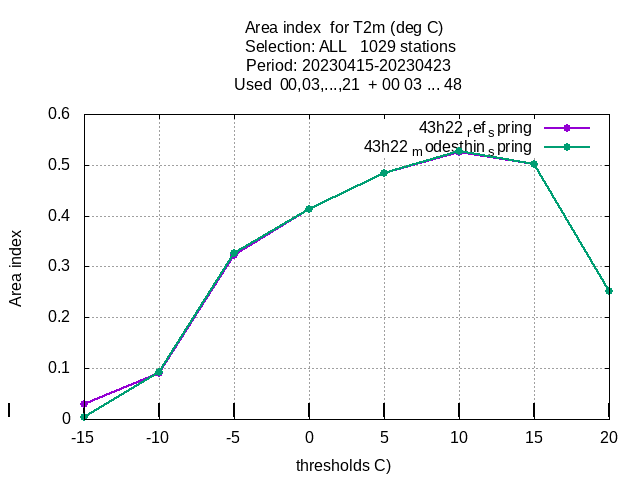 Area index  for T2m (deg C)
Selection: ALL   1029 stations
Period: 20230415-20230423
Used  00,03,...,21  + 00 03 ... 48
43h22 ref spring
43h22 modesthin spring
0.6
0.5
0.4
0.3
0.2
0.1
0
Area index
-15 -10 -5 0 5 10 15 20
thresholds C)